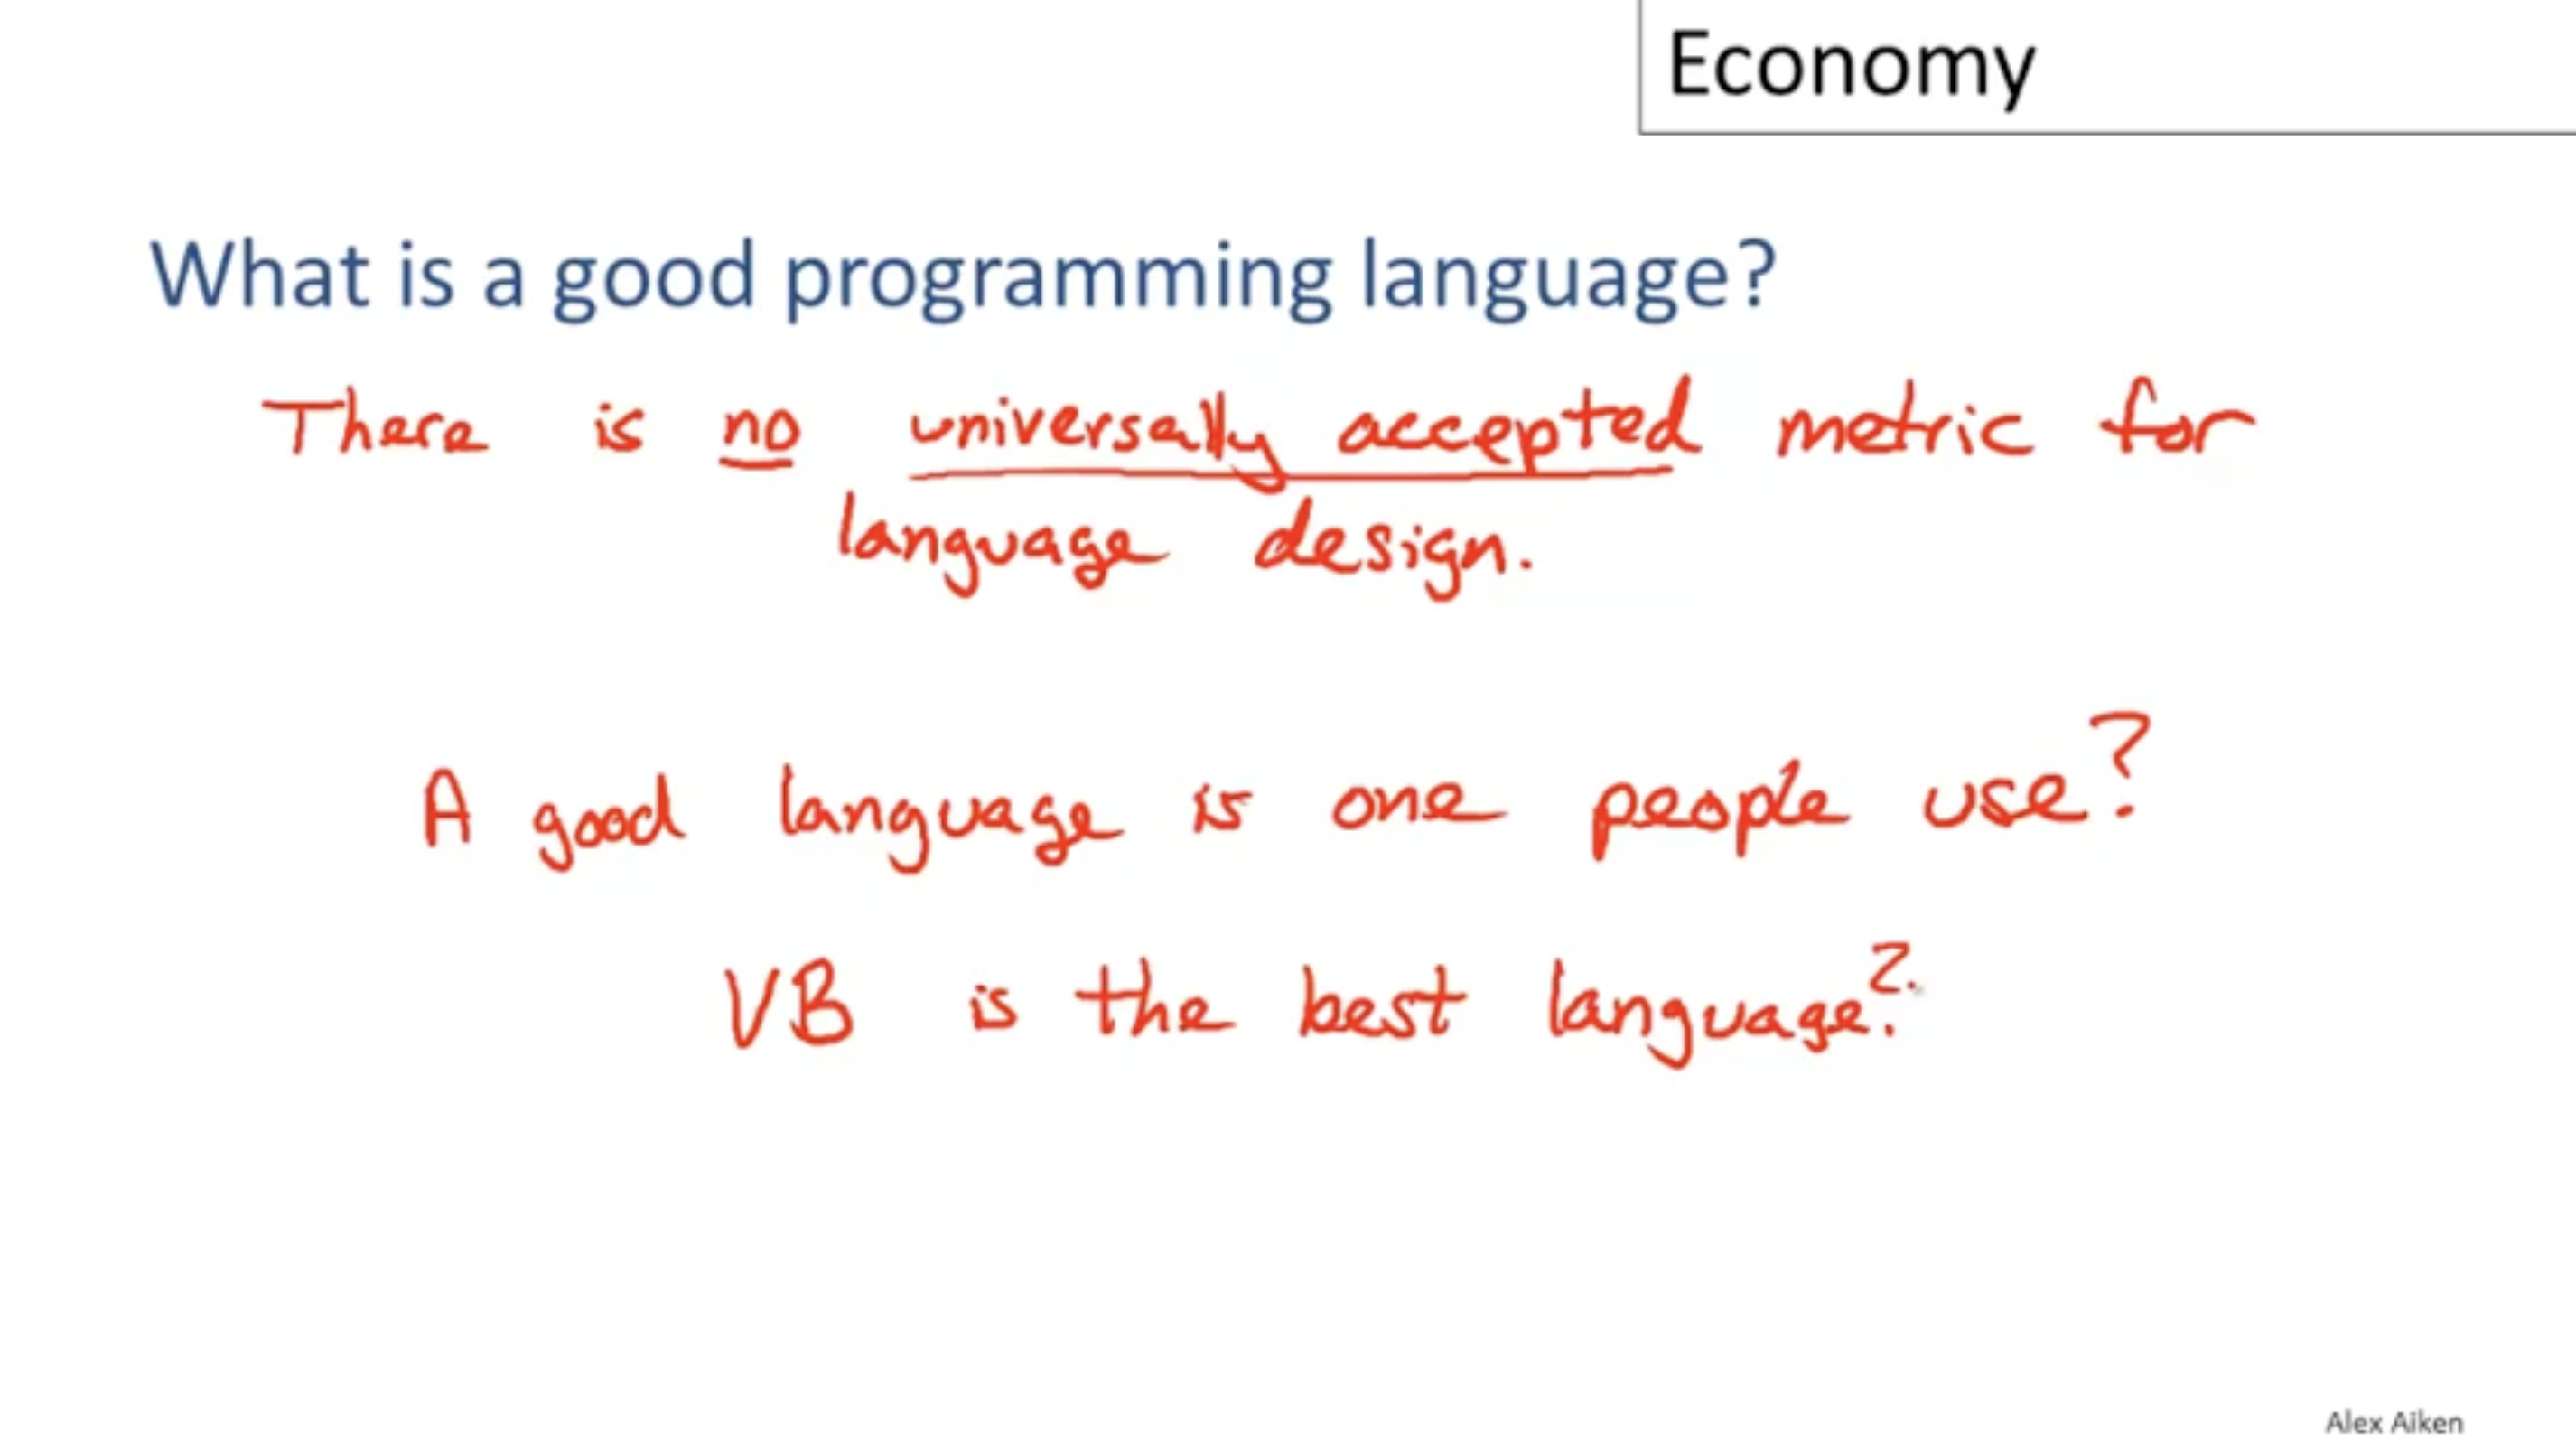 Economy
What is a good programming language?
There is no universally accepted metric for
language design.
A good language is one people use?
VB is the best language?
Alex Aiken